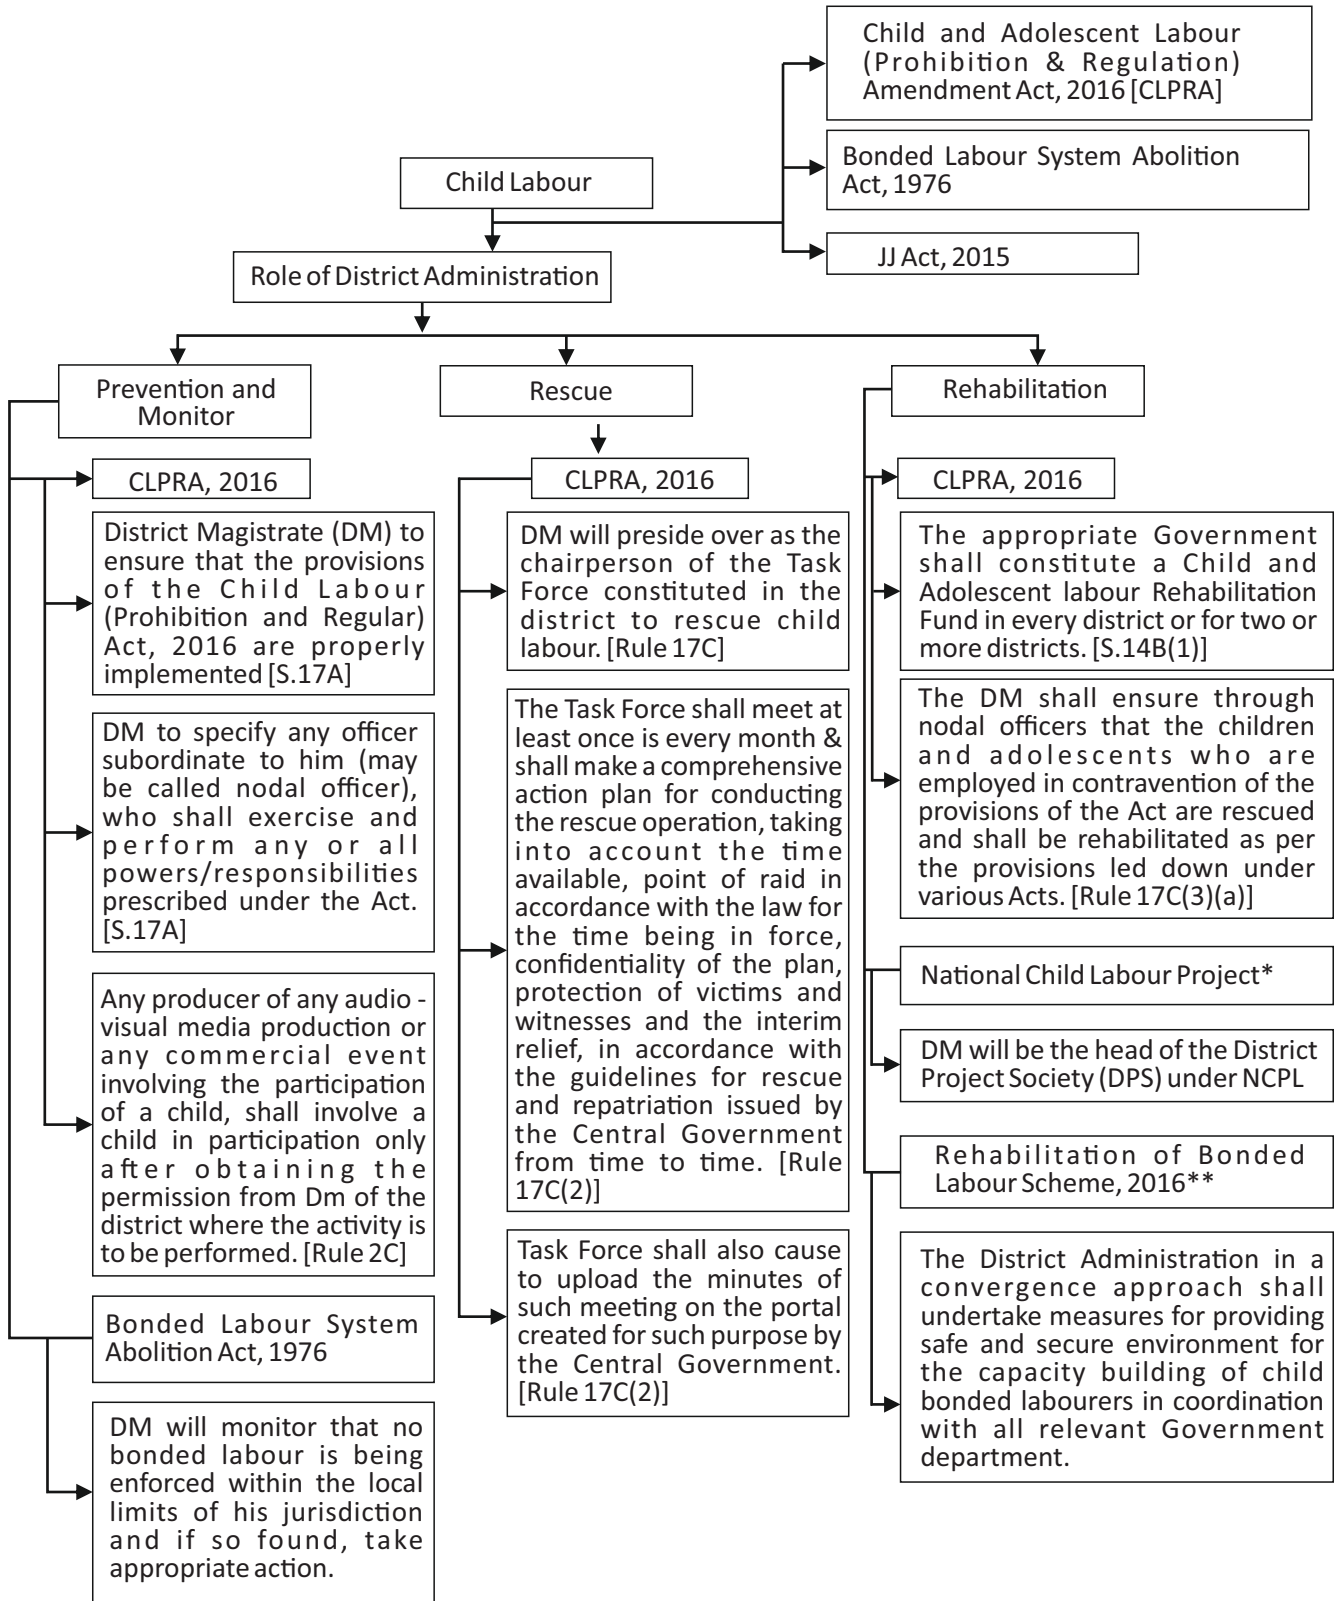 Child and Adolescent Labour
(Prohibition & Regulation)
Amendment Act, 2016 [CLPRA]
Bonded Labour System Abolition
Act, 1976
JJ Act, 2015
Child Labour
Role of District Administration
Prevention and
Monitor
CLPRA, 2016
District Magistrate (DM) to
ensure that the provisions
of the Child Labour
(Prohibition and Regular)
Act, 2016 are properly
implemented [S.17A]
DM to specify any officer
subordinate to him (may
be called nodal officer),
who shall exercise and
perform any or all
powers/responsibilities
prescribed under the Act.
[S.17A]
Any producer of any audio -
visual media production or
any commercial event
involving the participation
of a child, shall involve a
child in participation only
after obtaining the
permission from Dm of the
district where the activity is
to be performed. [Rule 2C]
Bonded Labour System
Abolition Act, 1976
DM will monitor that no
bonded labour is being
enforced within the local
limits of his jurisdiction
and if so found, take
appropriate action.
Rescue
CLPRA, 2016
DM will preside over as the
chairperson of the Task
Force constituted in the
district to rescue child
labour. [Rule 17C]
The Task Force shall meet at
least once is every month &
shall make a comprehensive
action plan for conducting
the rescue operation, taking
into account the time
available, point of raid in
accordance with the law for
the time being in force,
confidentiality of the plan,
protection of victims and
witnesses and the interim
relief, in accordance with
the guidelines for rescue
and repatriation issued by
the Central Government
from time to time. [Rule
17C(2)]
Task Force shall also cause
to upload the minutes of
such meeting on the portal
created for such purpose by
the Central Government.
[Rule 17C(2)]
Rehabilitation
CLPRA, 2016
The appropriate Government
shall constitute a Child and
Adolescent labour Rehabilitation
Fund in every district or for two or
more districts. [S.14B(1)]
The DM shall ensure through
nodal officers that the children
and adolescents who are
employed in contravention of the
provisions of the Act are rescued
and shall be rehabilitated as per
the provisions led down under
various Acts. [Rule 17C(3)(a)]
National Child Labour Project*
DM will be the head of the District
Project Society (DPS) under NCPL
Rehabilitation of Bonded
Labour Scheme, 2016**
The District Administration in a
convergence approach shall
undertake measures for providing
safe and secure environment for
the capacity building of child
bonded labourers in coordination
with all relevant Government
department.